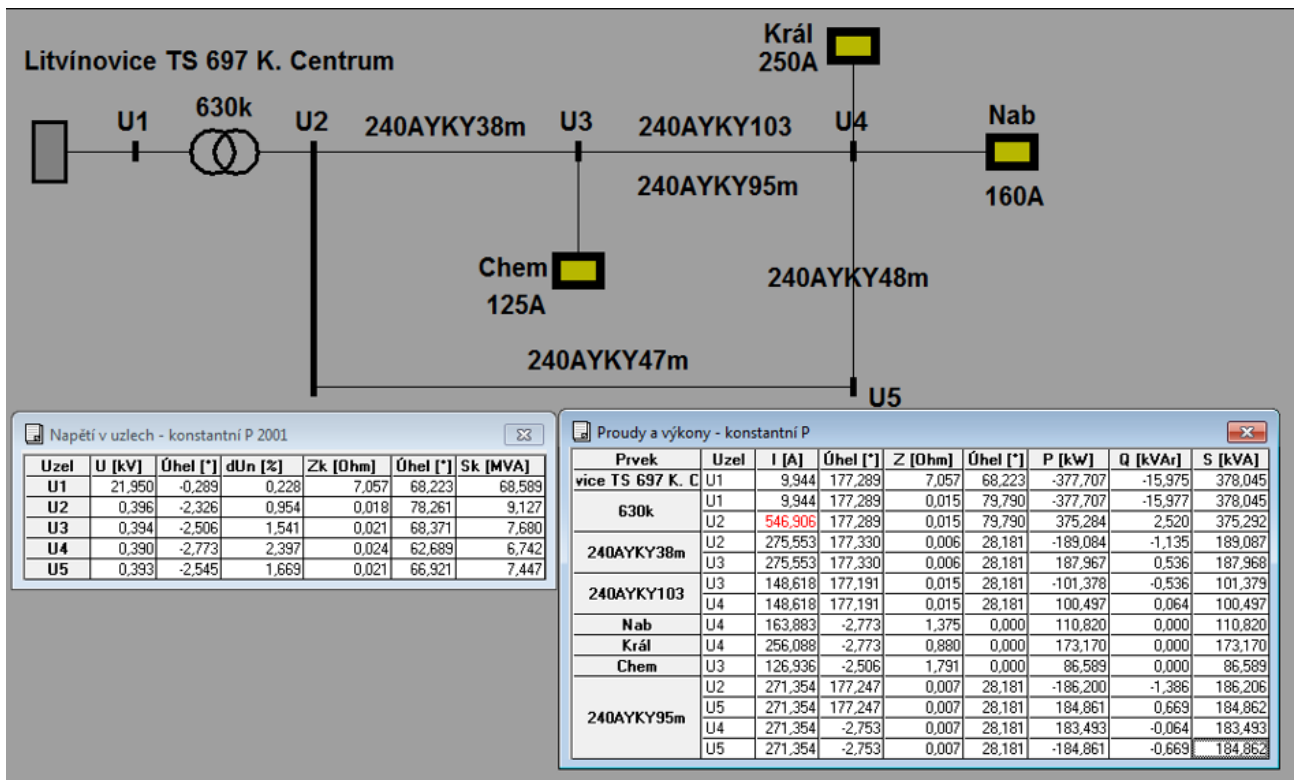 Litvínovice TS 697 K. Centrum
Král
250A
U1
630k
U2
240AYKY38m
U3
240AYKY103
U4
Nab
240AYKY95m
160A
Chem
125A
240AYKY48m
240AYKY47m
U5
Napětí v uzlech - konstantní P 2001
Uzel U [kV] Úhel [°] dUn [%] Zk [Ohm] Úhel [°] Sk [MVA]
U1 21,950 -0,289 0,228 7,057 68,223 68,589
U2 0,396 -2,326 0,954 0,018 78,261 9,127
U3 0,394 -2,506 1,541 0,021 68,371 7,680
U4 0,390 -2,773 2,397 0,024 62,689 6,742
U5 0,393 -2,545 1,669 0,021 66,921 7,447
Proudy a výkony - konstantní P
Prvek Uzel I [A] Úhel [°] Z [Ohm] Úhel [°] P [kW] Q [kVAr] S [kVA]
vice TS 697 K. C U1 9,944 177,289 7,057 68,223 -377,707 -15,975 378,045
630k U1 9,944 177,289 0,015 79,790 -377,707 -15,977 378,045
U2 546,906 177,289 0,015 79,790 375,284 2,520 375,292
240AYKY38m U2 275,553 177,330 0,006 28,181 -189,084 -1,135 189,087
U3 275,553 177,330 0,006 28,181 187,967 0,536 187,968
240AYKY103 U3 148,618 177,191 0,015 28,181 -101,378 -0,536 101,379
U4 148,618 177,191 0,015 28,181 100,497 0,064 100,497
Nab U4 163,883 -2,773 1,375 0,000 110,820 0,000 110,820
Král U4 256,088 -2,773 0,880 0,000 173,170 0,000 173,170
Chem U3 126,936 -2,506 1,791 0,000 86,589 0,000 86,589
240AYKY95m U2 271,354 177,247 0,007 28,181 -186,200 -1,386 186,206
U5 271,354 177,247 0,007 28,181 184,861 0,669 184,862
U4 271,354 -2,753 0,007 28,181 183,493 -0,064 183,493
U5 271,354 -2,753 0,007 28,181 -184,861 -0,669 184,862